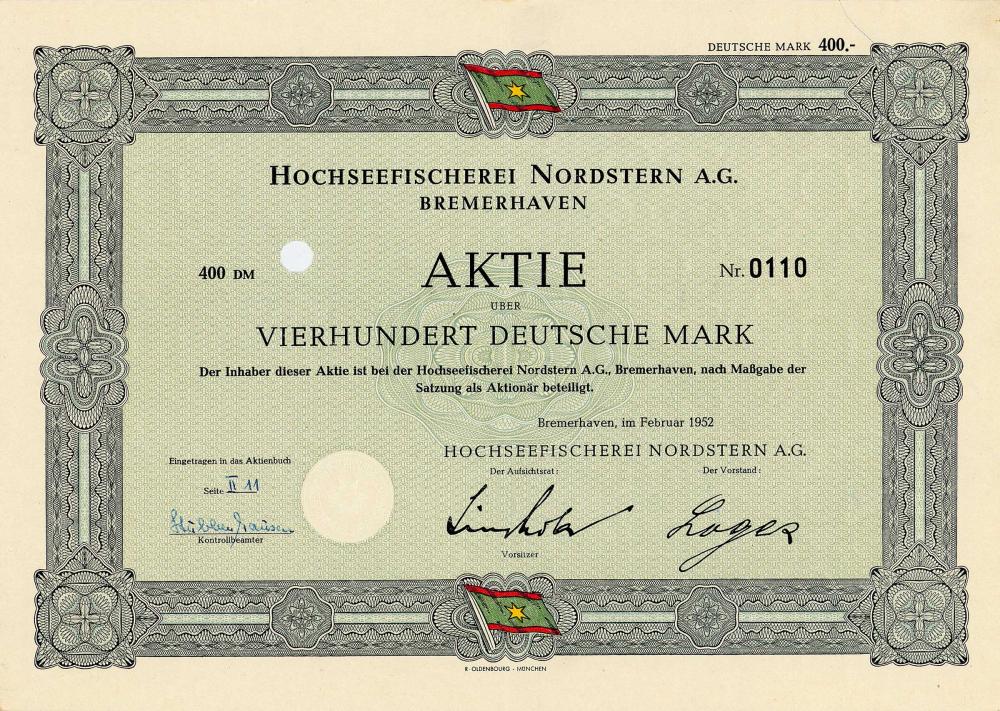 DEUTSCHE MARK 400.-
HOCHSEEFISCHEREI NORDSTERN A.G.
BREMERHAVEN
400 DM
AKTIE
Nr. 0110
ÜBER
VIERHUNDERT DEUTSCHE MARK
Der Inhaber dieser Aktie ist bei der Hochseefischerei Nordstern A.G., Bremerhaven, nach Maßgabe der
Satzung als Aktionär beteiligt.
Bremerhaven, im Februar 1952
HOCHSEEFISCHEREI NORDSTERN A.G.
Eingetragen in das Aktienbuch
Der Aufsichtsrat:
Der Vorstand:
Seite II 11
Kontrollbeamter
Vorsitzer
R. OLDENBOURG - MÜNCHEN